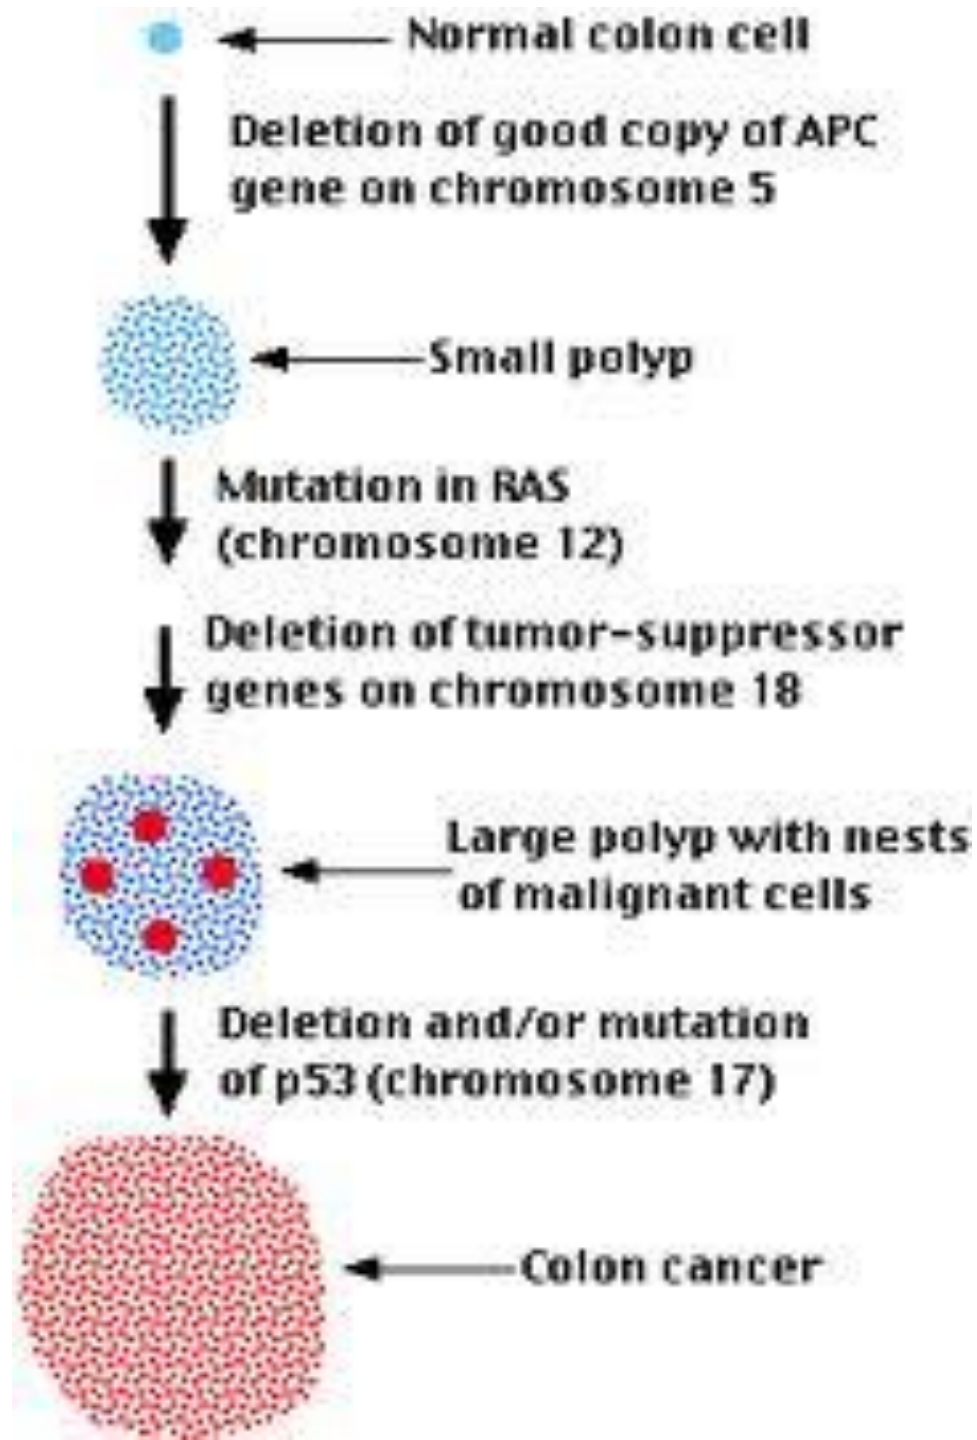 Normal colon cell
Deletion of good copy of APC
gene on chromosome 5
Small polyp
Mutation in RAS
(chromosome 12)
Deletion of tumor-suppressor
genes on chromosome 18
Large polyp with nests
of malignant cells
Deletion and/or mutation
of p53 (chromosome 17)
Colon cancer